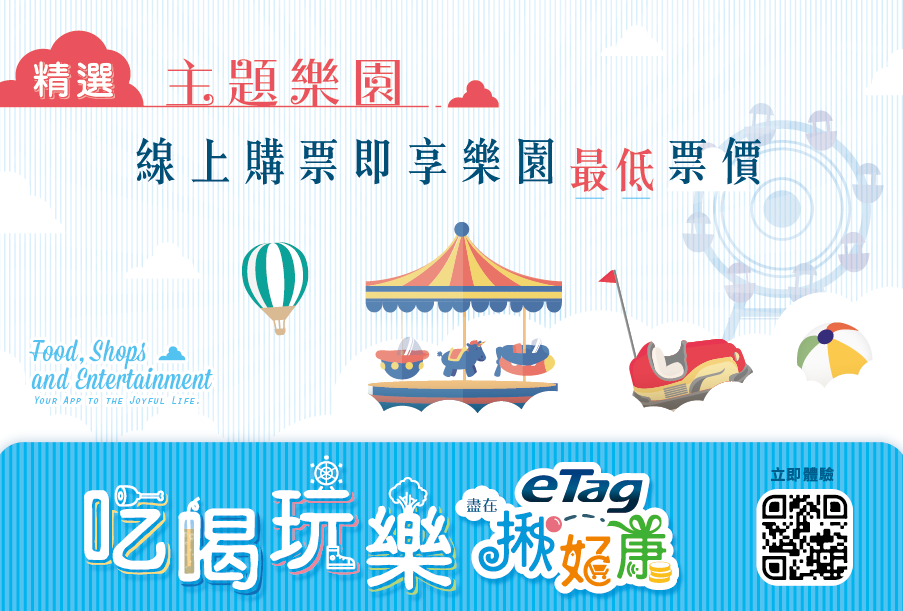 精選 主題樂園
線上購票即享樂園最低票價
Food, Shops
and Entertainment
YOUR APP TO THE JOYFUL LIFE.
吃喝玩樂 盡在 eTag
揪好康
立即體驗